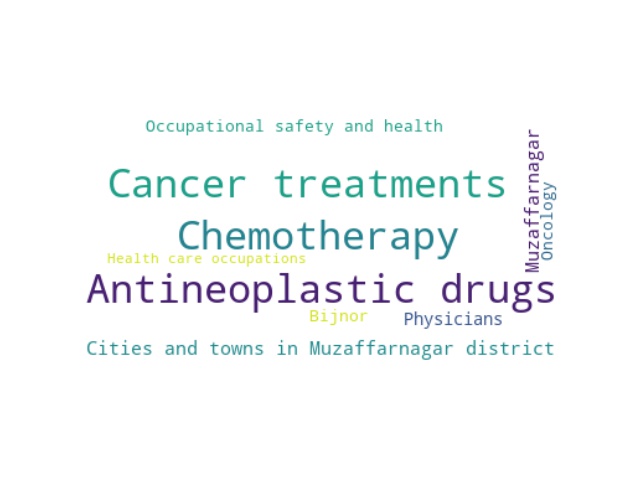 Occupational safety and health
Cancer treatments
Chemotherapy
Health care occupations
Antineoplastic drugs
Bijnor
Physicians
Cities and towns in Muzaffarnagar district
Muzaffarnagar
Oncology